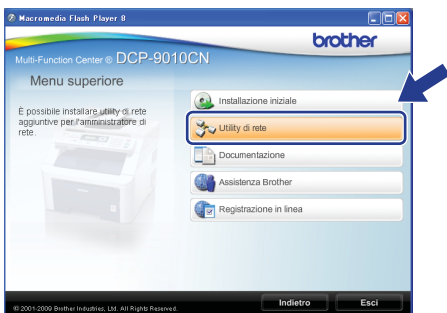 Macromedia Flash Player 8
brother
Multi-Function Center ® DCP-9010CN
Menu superiore
È possibile installare utility di rete
aggiuntive per l'amministratore di
rete.
Installazione iniziale
Utility di rete
Documentazione
Assistenza Brother
Registrazione in linea
© 2001-2009 Brother Industries, Ltd. All Rights Reserved.
Indietro
Esci